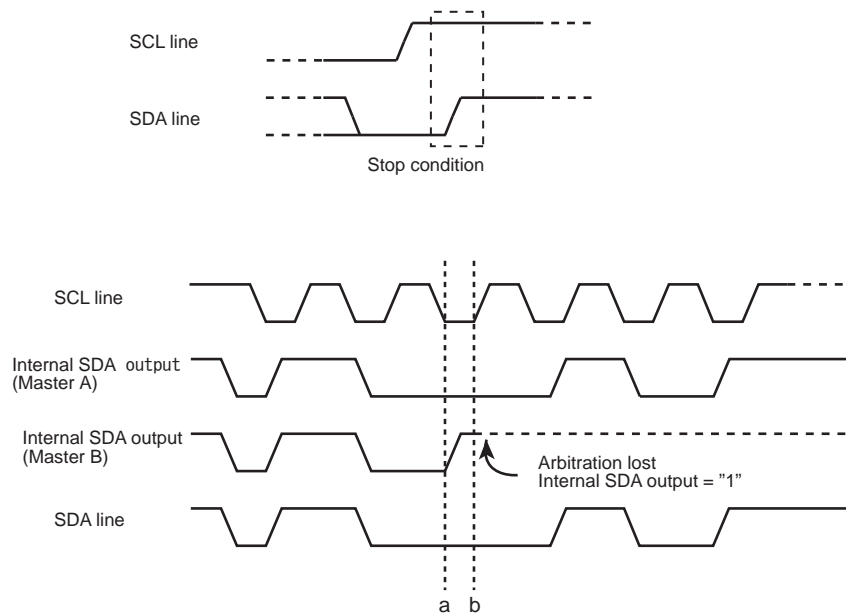 SCL line
SDA line
Stop condition
SCL line
Internal SDA output
(Master A)
Internal SDA output
(Master B)
Arbitration lost
Internal SDA output = ”1”
SDA line
a b